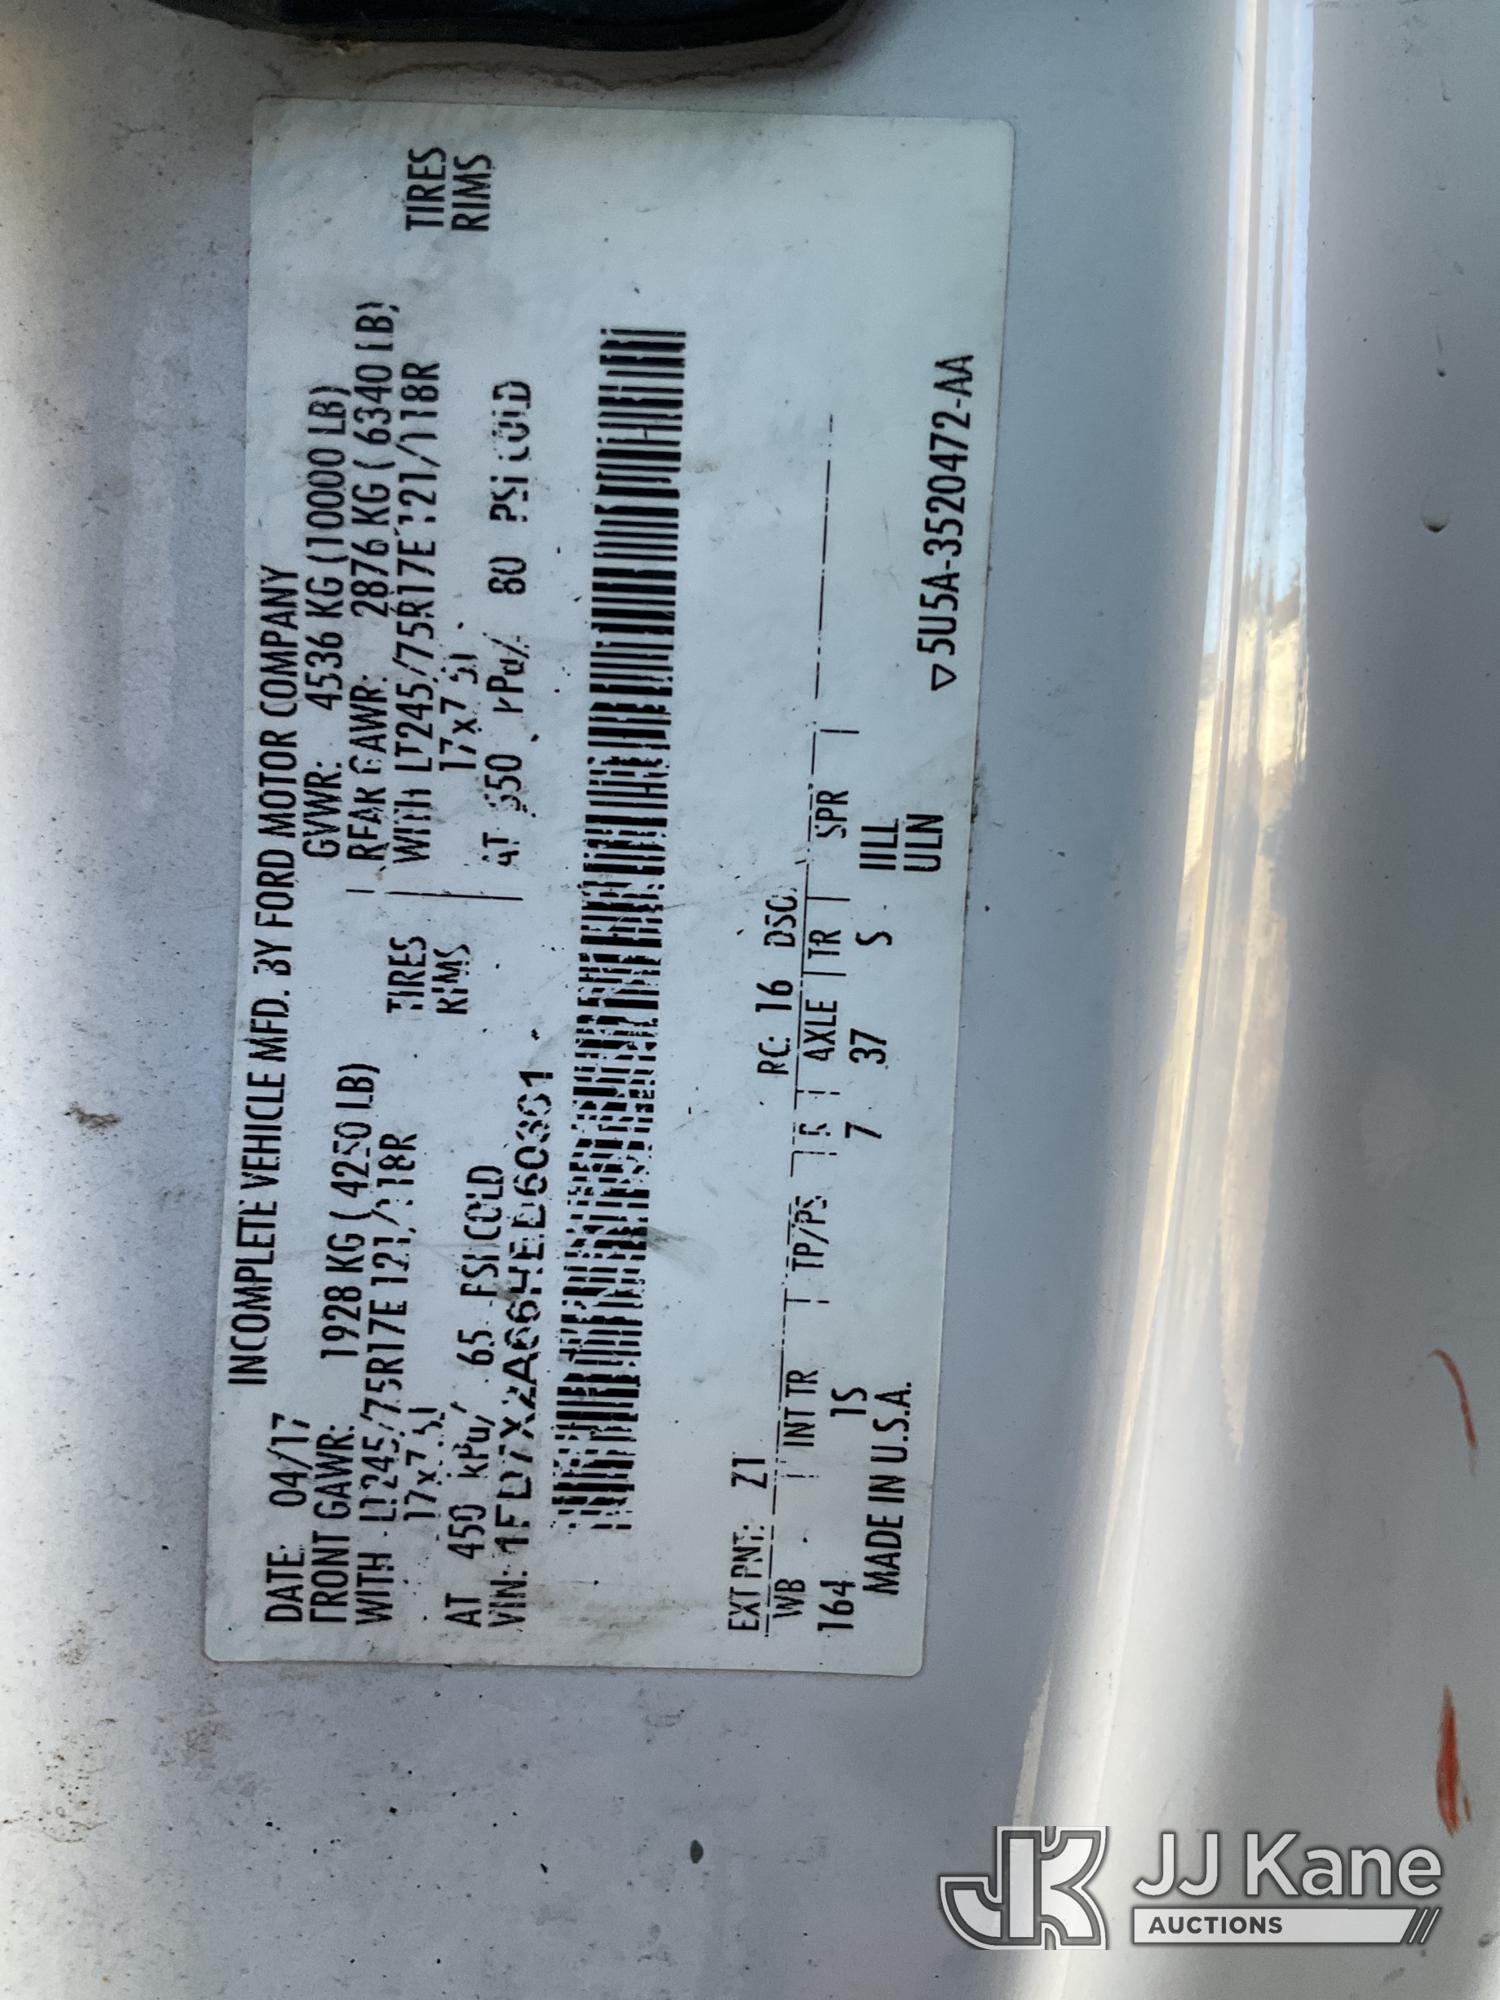 INCOMPLETE VEHICLE MFD. BY FORD MOTOR COMPANY
DATE: 04/17 GVWR: 4536 KG (10000 LB)
FRONT GAWR: 1928 KG ( 4250 LB) REAR GAWR: 2876 KG ( 6340 LB)
WITH LT245/75R17E 121/118R TIRES WITH LT245/75R17E 121/118R TIRES
17x7.5J RIMS 17x7.5J RIMS
AT 450 kPa/ 65 PSI COLD AT 550 kPa/ 80 PSI COLD
VIN:
EXT PNT: Z1 RC: 16 DSO:
WB INT TR TP/PS R AXLE TR SPR
164 1S 7 37 S IIILL
MADE IN U.S.A. ULN
▽5U5A-3520472-AA
JK JJ Kane
AUCTIONS